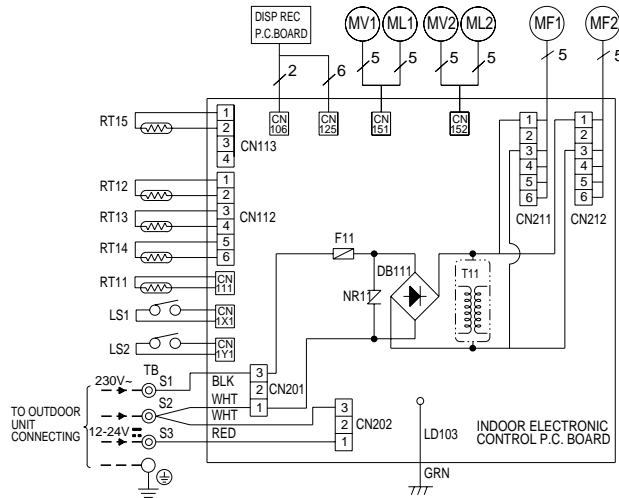 DISP REC
P.C.BOARD
MV1
ML1
MV2
ML2
MF1
MF2
2
6
5
5
5
5
5
5
CN
106
CN
125
CN
151
CN
152
RT15
1
2
3
4
CN113
1
2
3
4
5
6
CN211
1
2
3
4
5
6
CN212
RT12
RT13
RT14
1
2
3
4
5
6
CN112
RT11
CN
111
LS1
CN
1X1
LS2
CN
1Y1
F11
DB111
NR11
T11
TB
230V~
S1
BLK
3
2
1
CN201
S2
WHT
WHT
TO OUTDOOR
UNIT
CONNECTING
12-24V
S3
RED
3
2
1
CN202
LD103
GRN
INDOOR ELECTRONIC
CONTROL P.C. BOARD